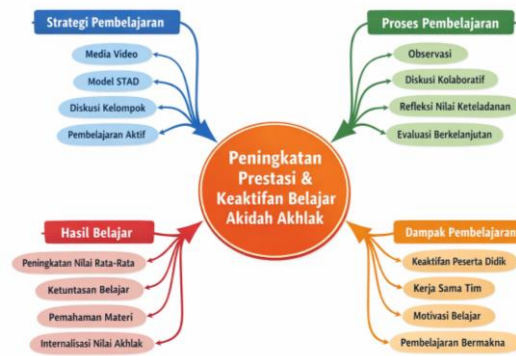 Strategi Pembelajaran
Media Video
Model STAD
Diskusi Kelompok
Pembelajaran Aktif
Proses Pembelajaran
Observasi
Diskusi Kolaboratif
Refleksi Nilai Keteladanan
Evaluasi Berkelanjutan
Peningkatan
Prestasi &
Keaktifan Belajar
Akidah Akhlak
Hasil Belajar
Peningkatan Nilai Rata-Rata
Ketuntasan Belajar
Pemahaman Materi
Internalisasi Nilai Akhlak
Dampak Pembelajaran
Keaktifan Peserta Didik
Kerja Sama Tim
Motivasi Belajar
Pembelajaran Bermakna